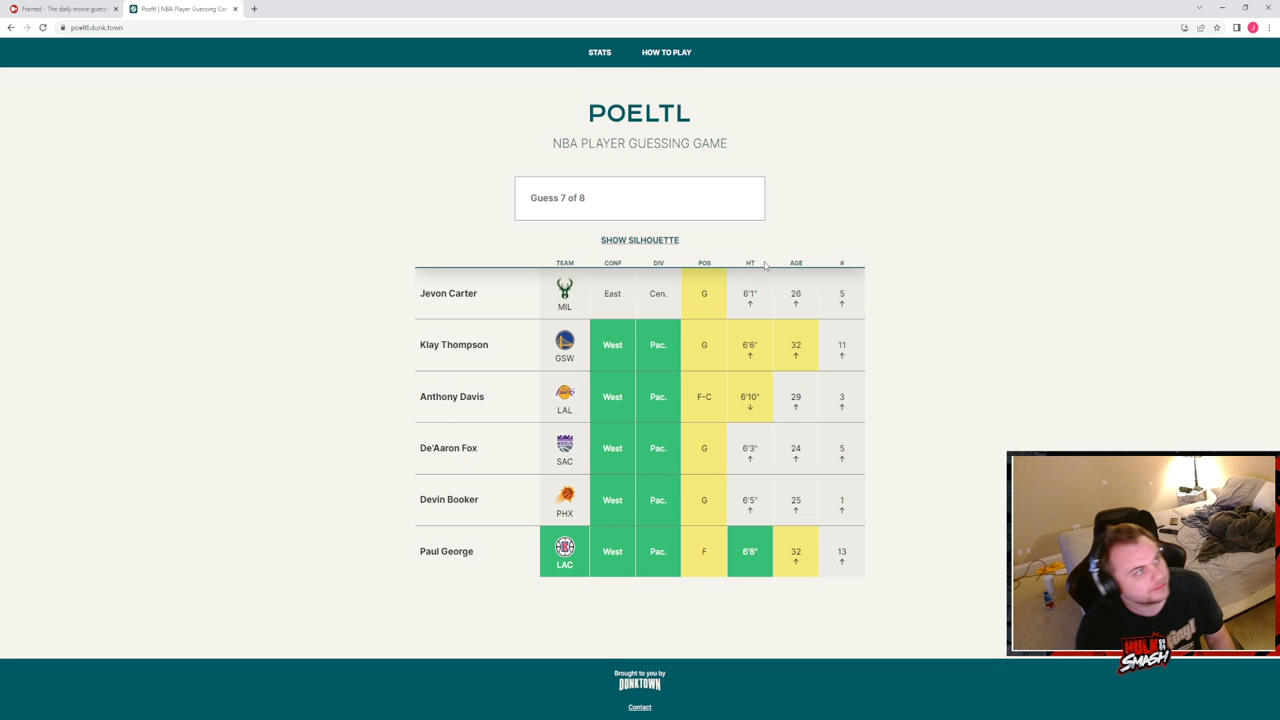 Framed - The daily movie guess
Poeltl | NBA Player Guessing Gam
poeltl.dunk.town
STATS
HOW TO PLAY
POELTL
NBA PLAYER GUESSING GAME
Guess 7 of 8
SHOW SILHOUETTE
TEAM CONF DIV POS HT AGE #
Jevon Carter MIL East Cen. G 6'1" ↑ 26 ↑ 5 ↑
Klay Thompson GSW West Pac. G 6'6" ↑ 32 ↑ 11 ↑
Anthony Davis LAL West Pac. F-C 6'10" ↓ 29 ↑ 3 ↑
De'Aaron Fox SAC West Pac. G 6'3" ↑ 24 ↑ 5 ↑
Devin Booker PHX West Pac. G 6'5" ↑ 25 ↑ 1 ↑
Paul George LAC West Pac. F 6'8" 32 ↑ 13 ↑
HULK
SMASH
Brought to you by
DUNKTOWN
Contact